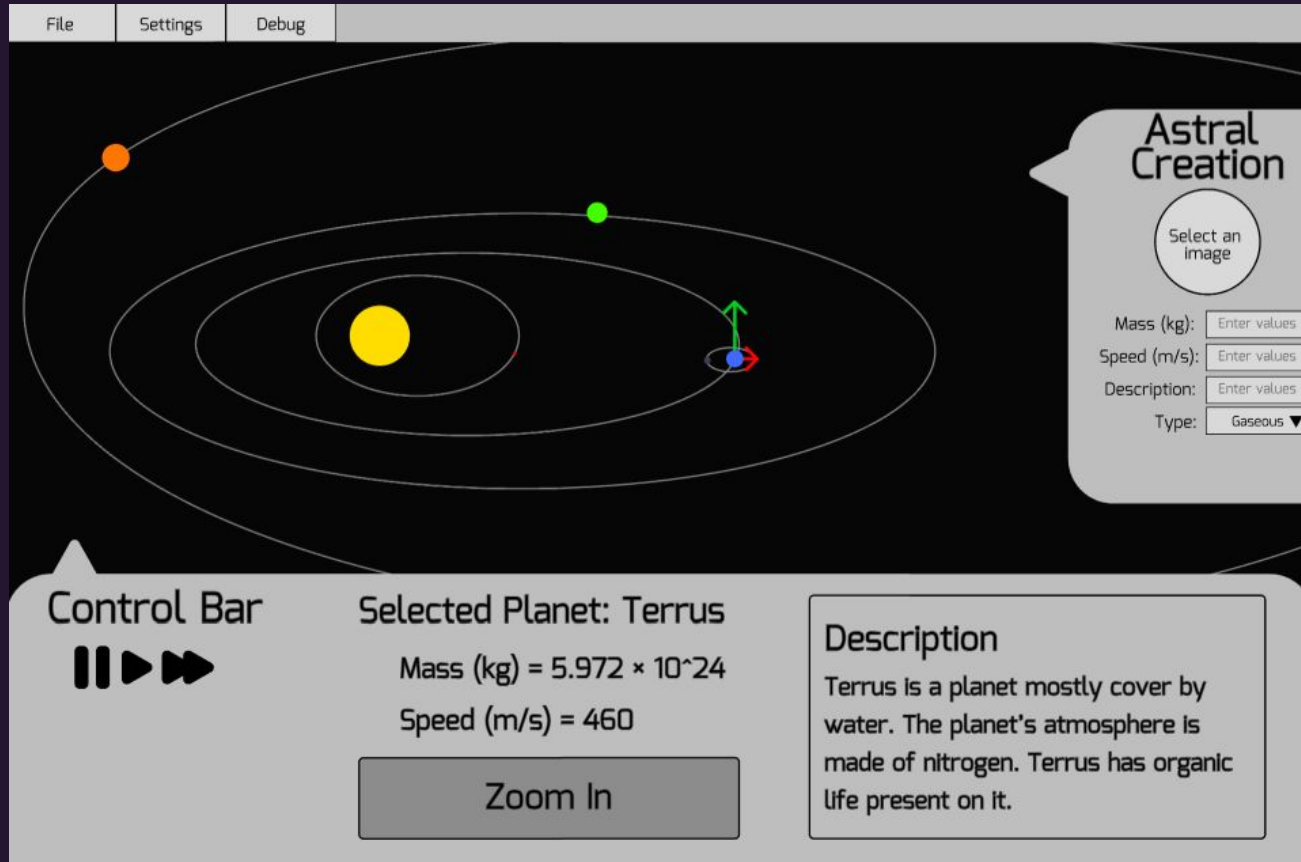 File
Settings
Debug
Astral
Creation
Select an
image
Mass (kg): Enter values
Speed (m/s): Enter values
Description: Enter values
Type: Gaseous ▼
Control Bar
Selected Planet: Terrus
Mass (kg) = 5.972 × 10^24
Speed (m/s) = 460
Zoom In
Description
Terrus is a planet mostly cover by
water. The planet's atmosphere is
made of nitrogen. Terrus has organic
life present on it.